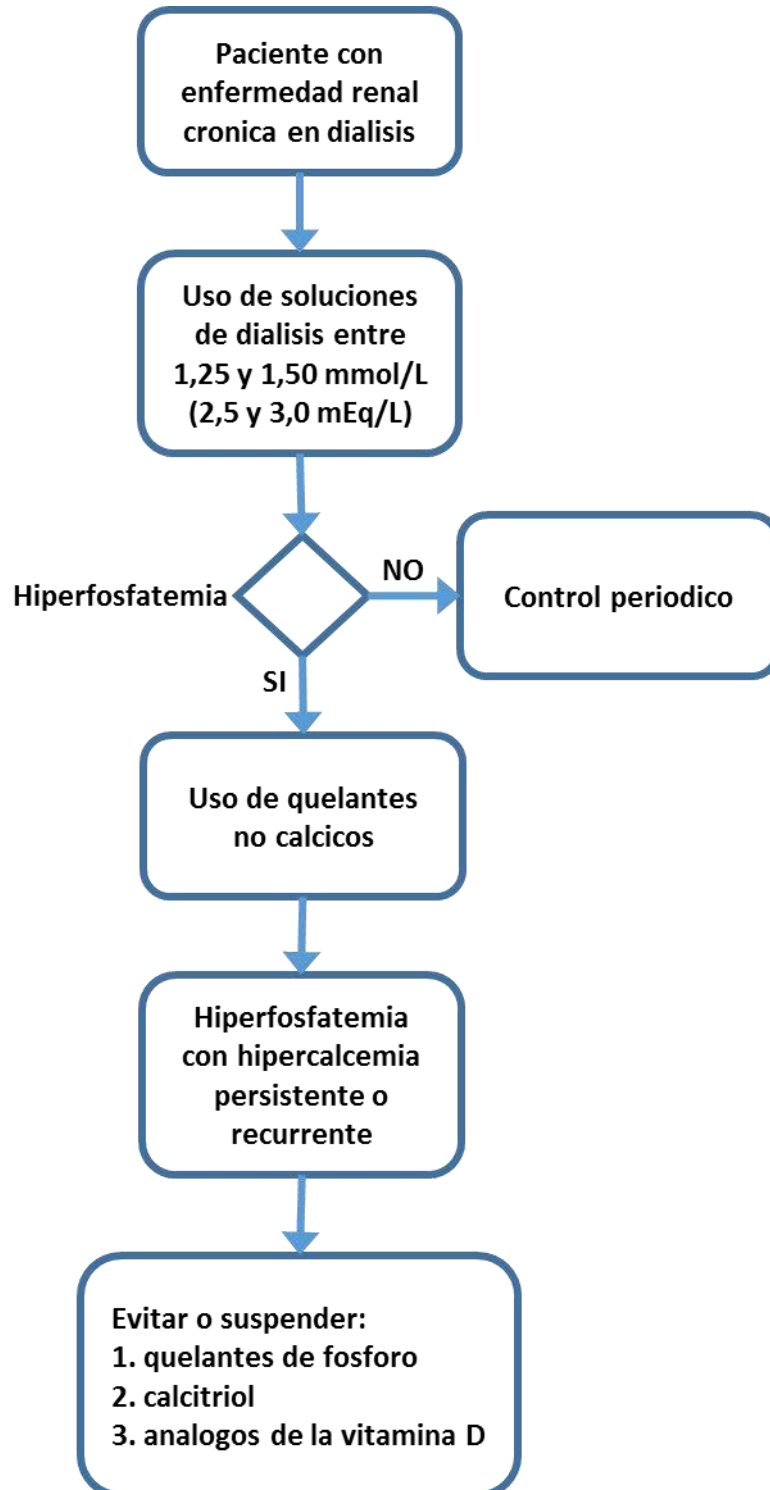 Paciente con
enfermedad renal
cronica en dialisis
Uso de soluciones
de dialisis entre
1,25 y 1,50 mmol/L
(2,5 y 3,0 mEq/L)
Hiperfosfatemia
NO
Control periodico
SI
Uso de quelantes
no calcicos
Hiperfosfatemia
con hipercalcemia
persistente o
recurrente
Evitar o suspender:
1. quelantes de fosforo
2. calcitriol
3. analogos de la vitamina D